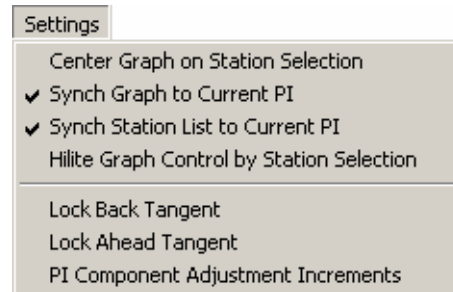 Settings
Center Graph on Station Selection
Synch Graph to Current PI
Synch Station List to Current PI
Hilite Graph Control by Station Selection
Lock Back Tangent
Lock Ahead Tangent
PI Component Adjustment Increments